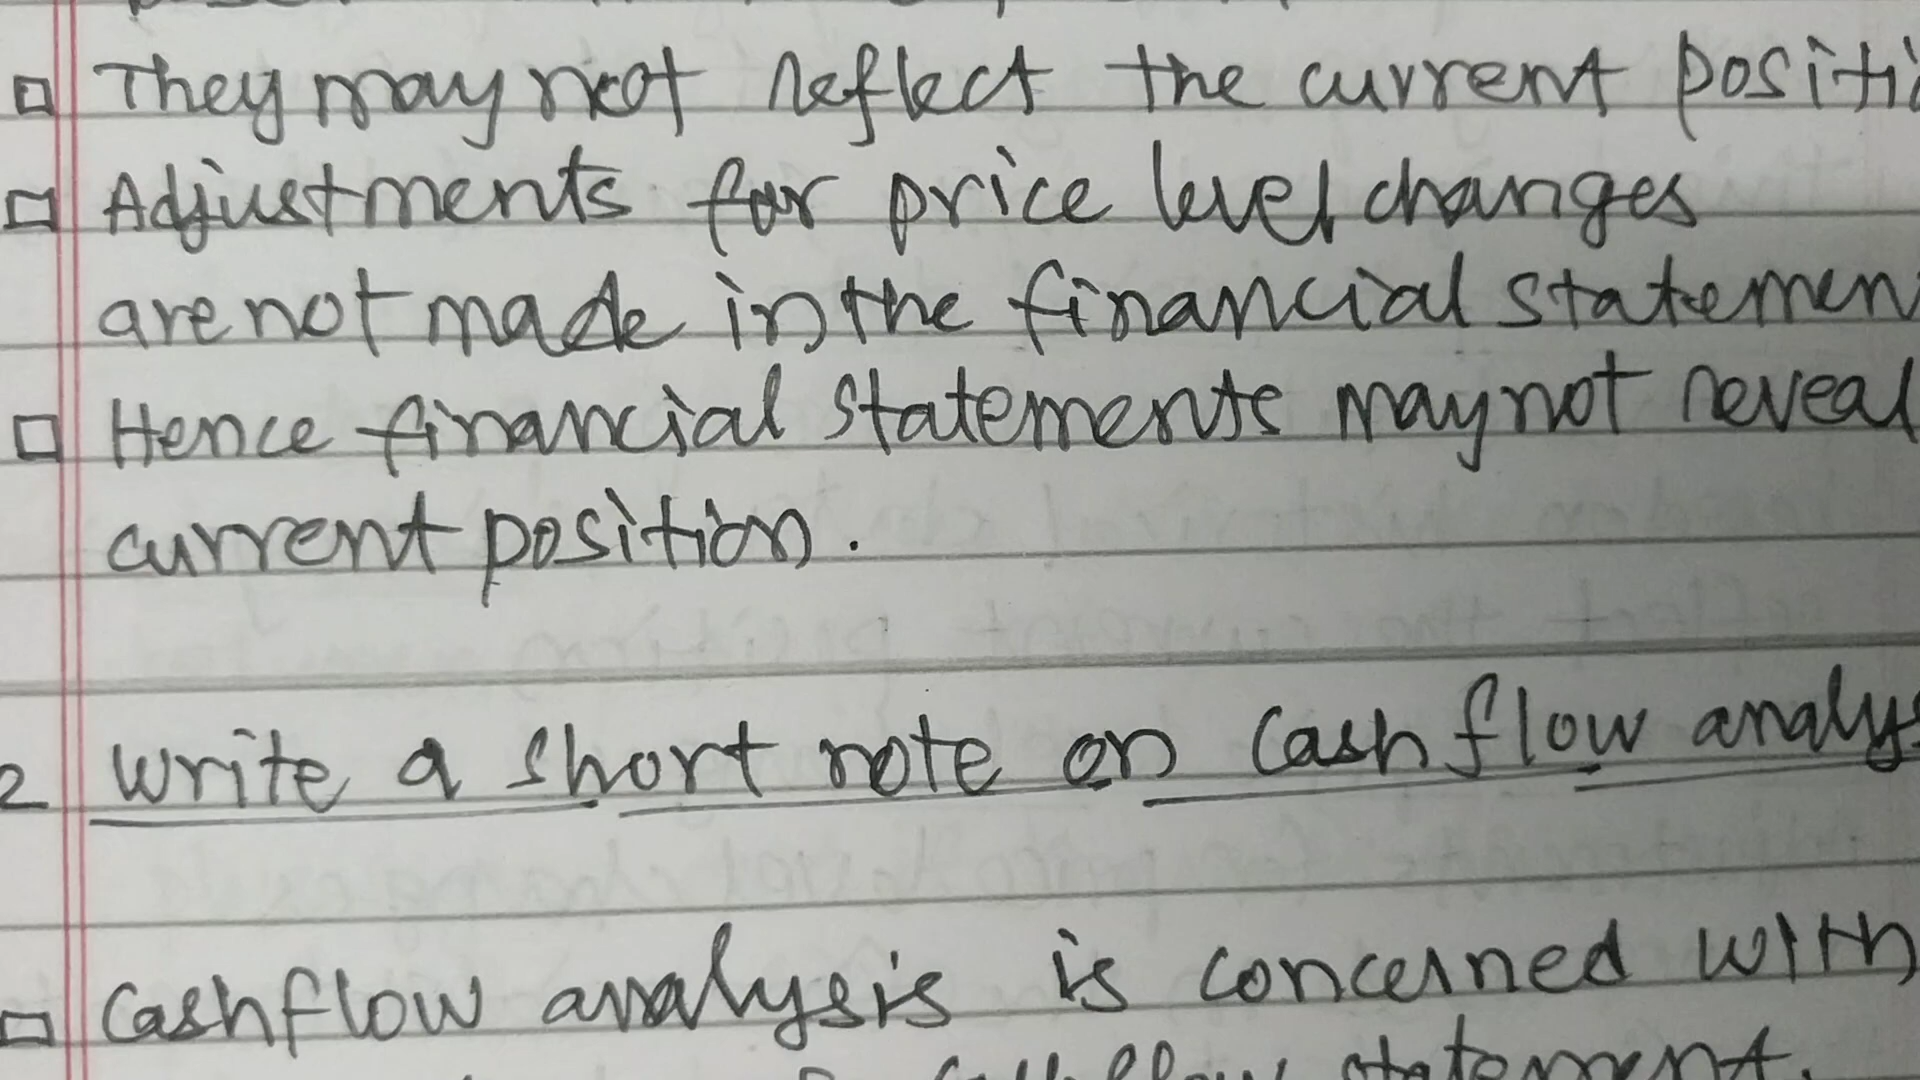 They may not reflect the current positi
Adjustments for price level changes
are not made in the financial statemen
Hence financial statements may not reveal
current position.
2 Write a short note on Cash flow analys
Cashflow analysis is concerned with
statement.